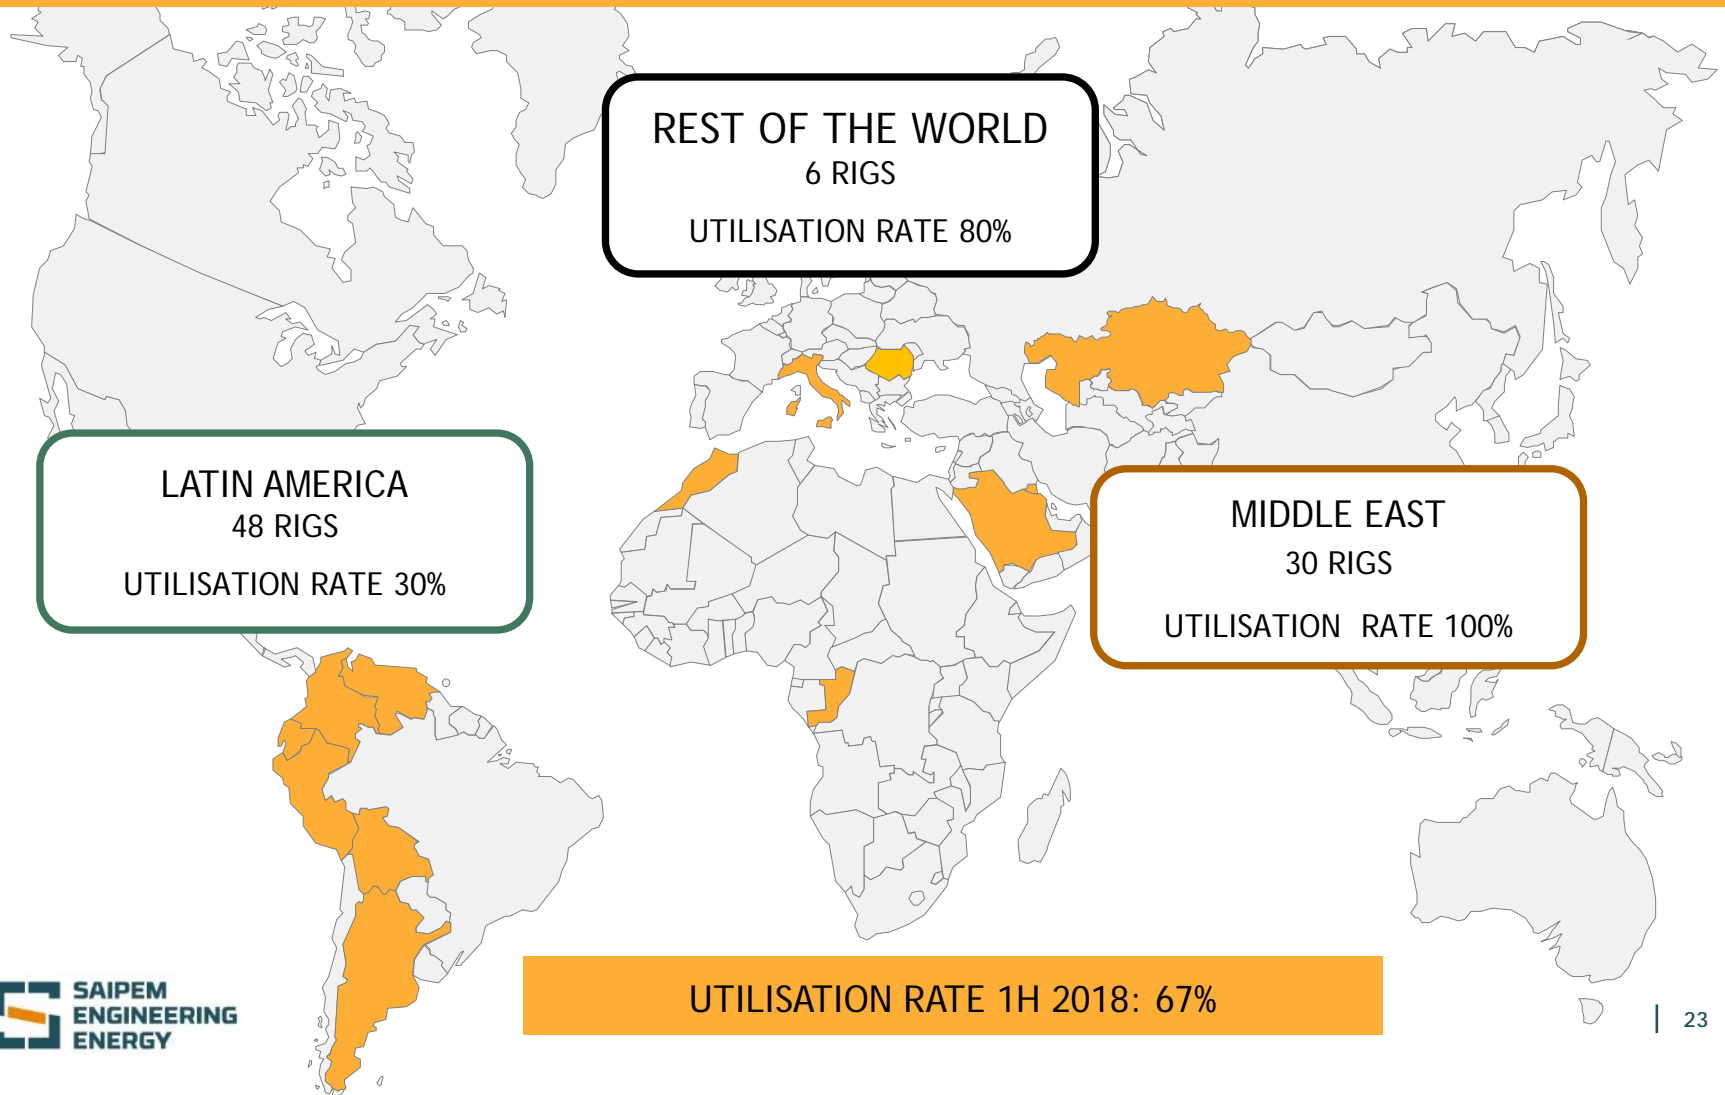 REST OF THE WORLD
6 RIGS
UTILISATION RATE 80%
LATIN AMERICA
48 RIGS
UTILISATION RATE 30%
MIDDLE EAST
30 RIGS
UTILISATION RATE 100%
UTILISATION RATE 1H 2018: 67%
SAIPEM
ENGINEERING
ENERGY
23